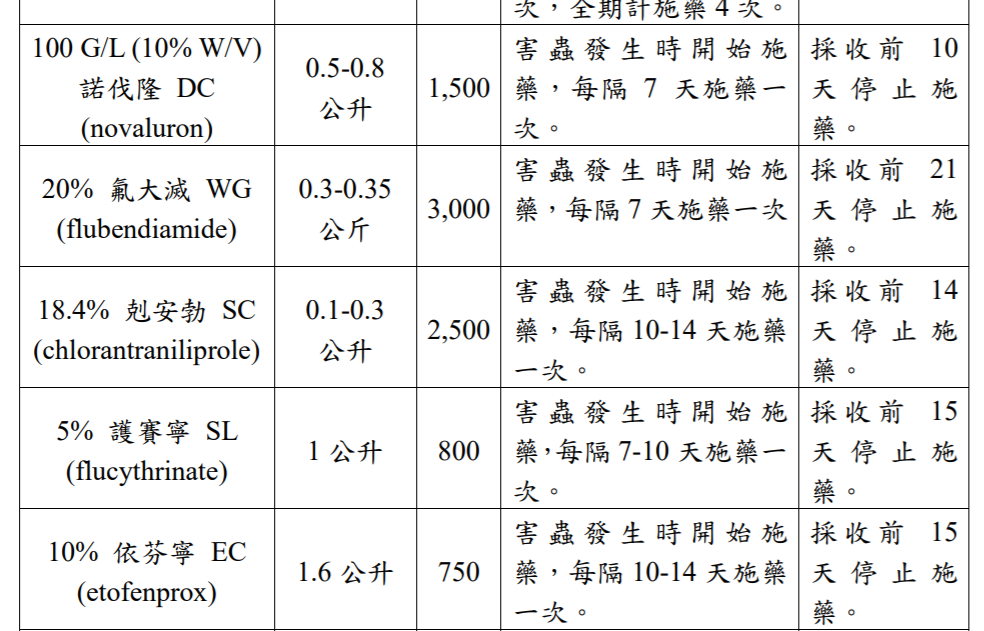 次，全期計施藥 4 次。
100 G/L (10% W/V)
諾伐隆 DC
(novaluron)
0.5-0.8
公升
1,500
害蟲發生時開始施
藥，每隔 7 天施藥一
次。
採收前 10
天停止施
藥。
20% 氟大滅 WG
(flubendiamide)
0.3-0.35
公斤
3,000
害蟲發生時開始施
藥，每隔 7 天施藥一次
採收前 21
天停止施
藥。
18.4% 剋安勃 SC
(chlorantraniliprole)
0.1-0.3
公升
2,500
害蟲發生時開始施
藥，每隔 10-14 天施藥
一次。
採收前 14
天停止施
藥。
5% 護賽寧 SL
(flucythrinate)
1 公升
800
害蟲發生時開始施
藥，每隔 7-10 天施藥一
次。
採收前 15
天停止施
藥。
10% 依芬寧 EC
(etofenprox)
1.6 公升
750
害蟲發生時開始施
藥，每隔 10-14 天施藥
一次。
採收前 15
天停止施
藥。